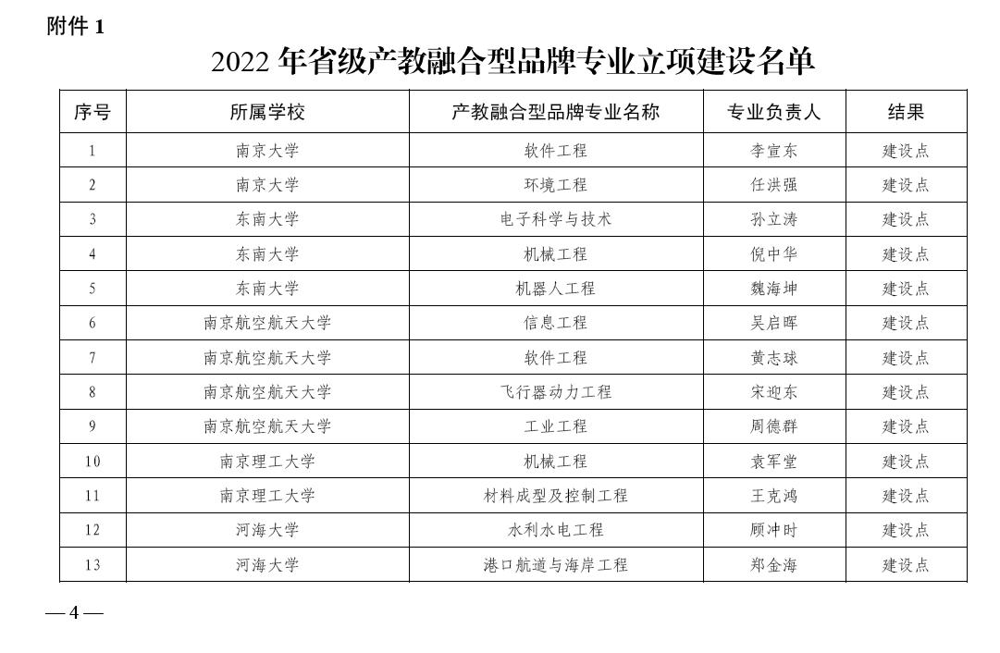 附件 1
2022 年省级产教融合型品牌专业立项建设名单
序号 所属学校 产教融合型品牌专业名称 专业负责人 结果
1 南京大学 软件工程 李宣东 建设点
2 南京大学 环境工程 任洪强 建设点
3 东南大学 电子科学与技术 孙立涛 建设点
4 东南大学 机械工程 倪中华 建设点
5 东南大学 机器人工程 魏海坤 建设点
6 南京航空航天大学 信息工程 吴启晖 建设点
7 南京航空航天大学 软件工程 黄志球 建设点
8 南京航空航天大学 飞行器动力工程 宋迎东 建设点
9 南京航空航天大学 工业工程 周德群 建设点
10 南京理工大学 机械工程 袁军堂 建设点
11 南京理工大学 材料成型及控制工程 王克鸿 建设点
12 河海大学 水利水电工程 顾冲时 建设点
13 河海大学 港口航道与海岸工程 郑金海 建设点
— 4 —